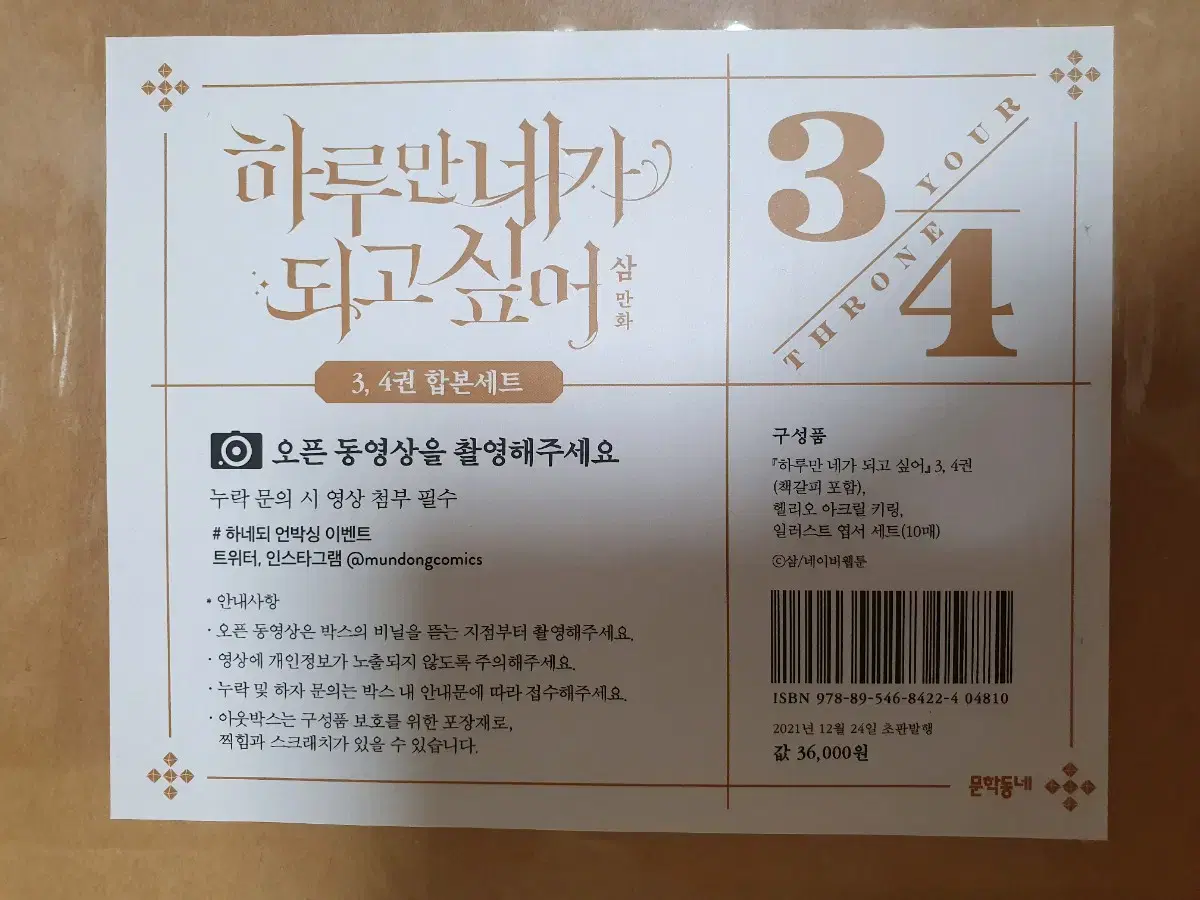 하루만 네가
되고 싶어
삼 만화
3, 4권 합본세트
3
4
YOUR
THRONE
오픈 동영상을 촬영해주세요
누락 문의 시 영상 첨부 필수
# 하네되 언박싱 이벤트
트위터, 인스타그램 @mundongcomics
• 안내사항
· 오픈 동영상은 박스의 비닐을 뜯는 지점부터 촬영해주세요.
· 영상에 개인정보가 노출되지 않도록 주의해주세요.
· 누락 및 하자 문의는 박스 내 안내문에 따라 접수해주세요.
· 아웃박스는 구성품 보호를 위한 포장재로,
찍힘과 스크래치가 있을 수 있습니다.
구성품
『하루만 네가 되고 싶어』 3, 4권
(책갈피 포함),
헬리오 아크릴 키링,
일러스트 엽서 세트(10매)
ⓒ삼/네이버웹툰
ISBN 978-89-546-8422-4 04810
2021년 12월 24일 초판발행
값 36,000원
문학동네